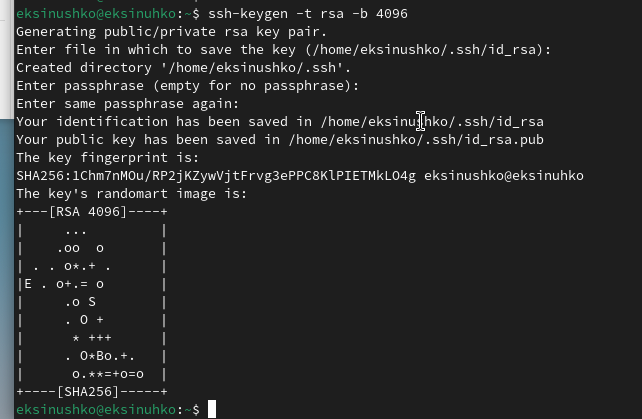 eksinushko@eksinuhko:~$ ssh-keygen -t rsa -b 4096
Generating public/private rsa key pair.
Enter file in which to save the key (/home/eksinushko/.ssh/id_rsa):
Created directory '/home/eksinushko/.ssh'.
Enter passphrase (empty for no passphrase):
Enter same passphrase again:
Your identification has been saved in /home/eksinushko/.ssh/id_rsa
Your public key has been saved in /home/eksinushko/.ssh/id_rsa.pub
The key fingerprint is:
SHA256:1Chm7nMOu/RP2jKZywVjtFrvg3ePPC8KlPIETMkLO4g eksinushko@eksinuhko
The key's randomart image is:
+---[RSA 4096]----+
|     ...         |
|    .oo  o       |
| . . o*.+ .      |
|E . o+.= o       |
|     .o S        |
|     . O +       |
|      * +++      |
|     . O*Bo.+.   |
|      o.**=+o=o  |
+----[SHA256]-----+
eksinushko@eksinuhko:~$